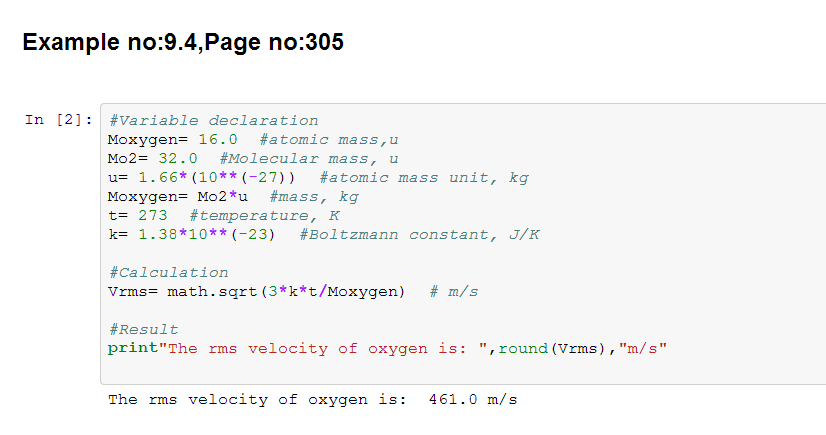 Example no:9.4,Page no:305
In [2]: #Variable declaration
Moxygen= 16.0  #atomic mass,u
Mo2= 32.0  #Molecular mass, u
u= 1.66*(10**(-27))  #atomic mass unit, kg
Moxygen= Mo2*u  #mass, kg
t= 273  #temperature, K
k= 1.38*10**(-23)  #Boltzmann constant, J/K
#Calculation
Vrms= math.sqrt(3*k*t/Moxygen)  # m/s
#Result
print"The rms velocity of oxygen is: ",round(Vrms),"m/s"
The rms velocity of oxygen is:  461.0 m/s